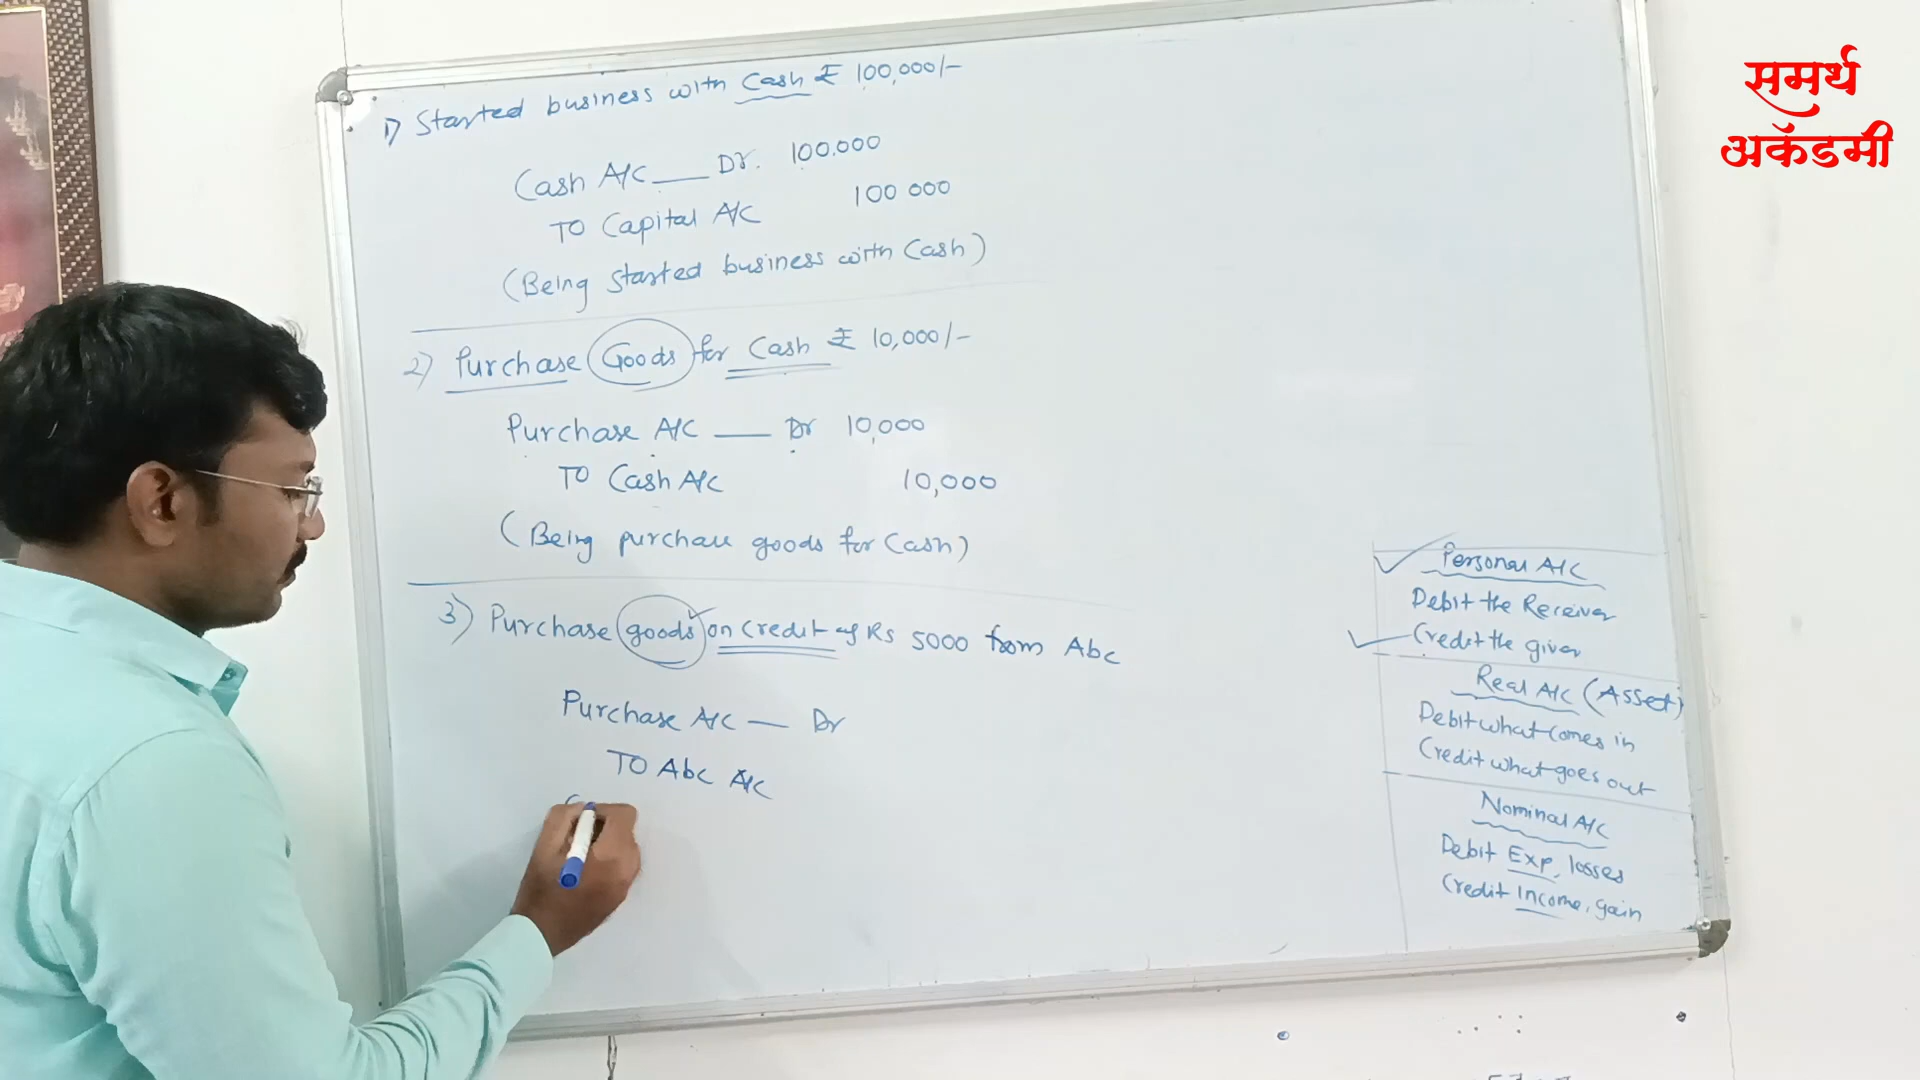 1) Started business with Cash ₹ 100,000/-
Cash A/C ___ Dr. 100.000
TO Capital A/C 100 000
(Being started business with Cash)
2) Purchase Goods for Cash ₹ 10,000/-
Purchase A/C ___ Dr 10,000
TO Cash A/C 10,000
(Being purchase goods for Cash)
3) Purchase goods on credit of Rs 5000 from Abc
Purchase A/C — Dr
TO Abc A/C
(
Personal A/C
Debit the Receiver
Credit the giver
Real A/C (Asset)
Debit what comes in
Credit what goes out
Nominal A/C
Debit Exp, losses
Credit Income, gain
समर्थ
अकॅडमी